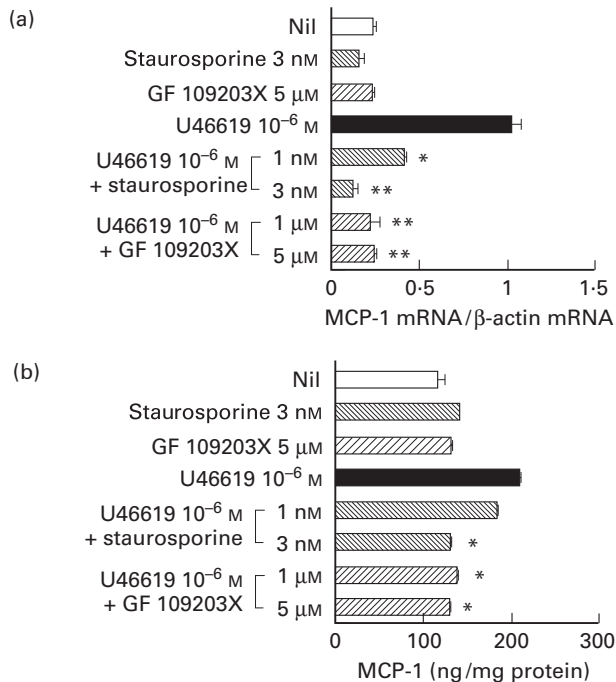 (a)
Nil
Staurosporine 3 nM
GF 109203X 5 μM
U46619 10⁻⁶ M
U46619 10⁻⁶ M
+ staurosporine
1 nM
*
3 nM
**
U46619 10⁻⁶ M
+ GF 109203X
1 μM
**
5 μM
**
0 0·5 1 1·5
MCP-1 mRNA/β-actin mRNA
(b)
Nil
Staurosporine 3 nM
GF 109203X 5 μM
U46619 10⁻⁶ M
U46619 10⁻⁶ M
+ staurosporine
1 nM
3 nM
*
U46619 10⁻⁶ M
+ GF 109203X
1 μM
*
5 μM
*
0 100 200 300
MCP-1 (ng/mg protein)